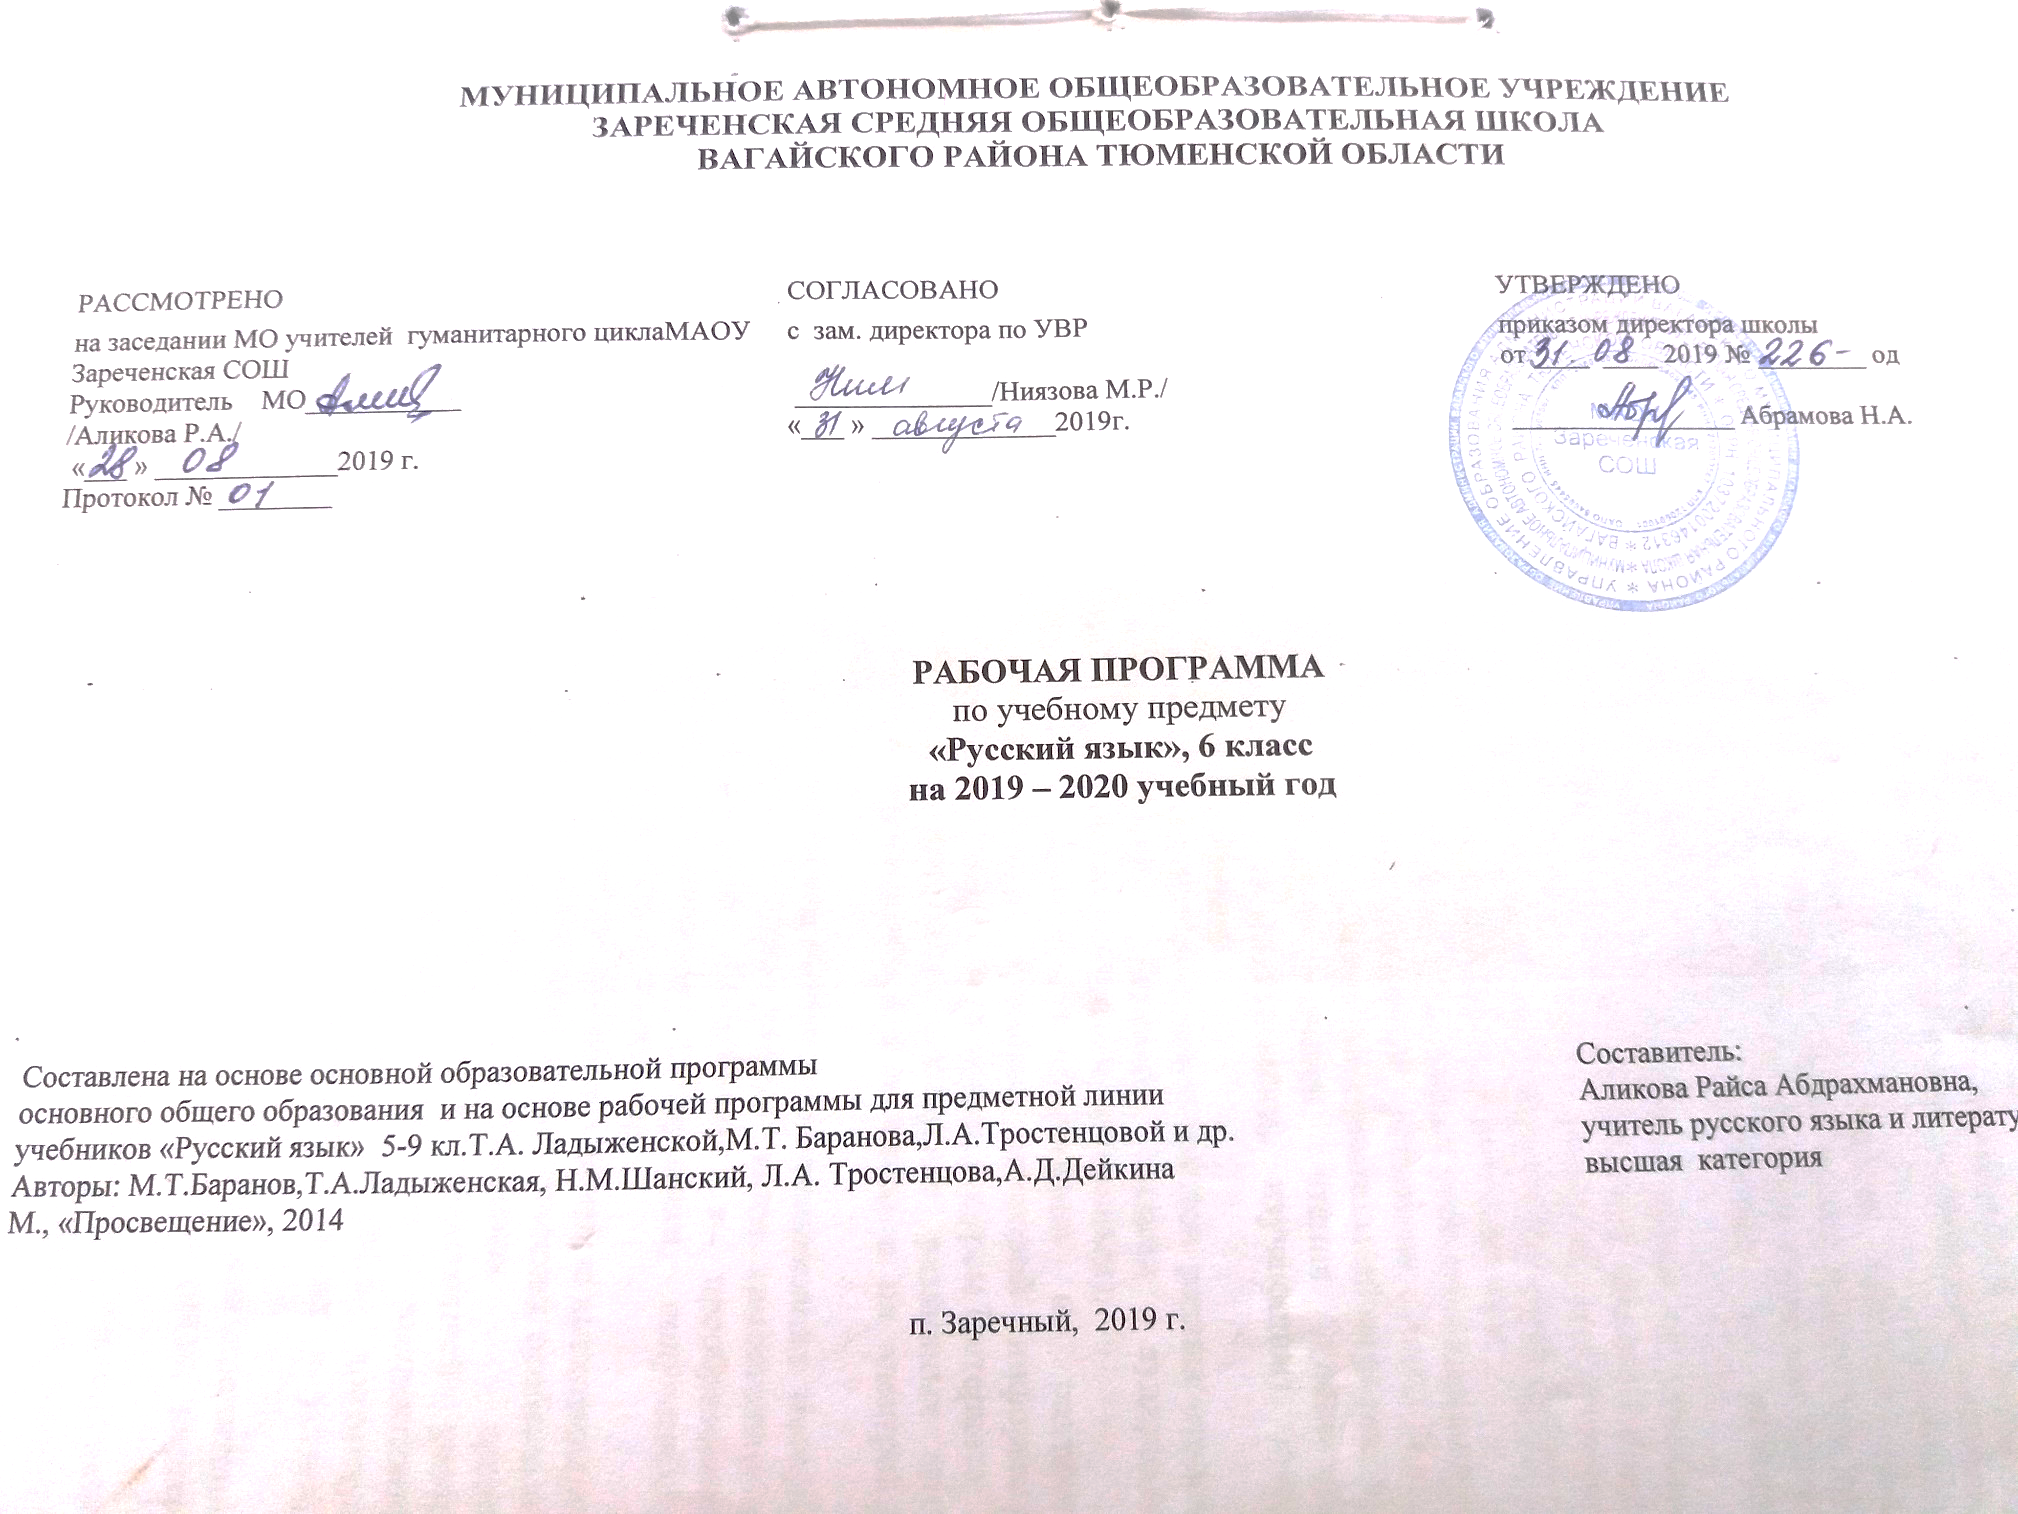 МУНИЦИПАЛЬНОЕ АВТОНОМНОЕ ОБЩЕОБРАЗОВАТЕЛЬНОЕ УЧРЕЖДЕНИЕ
ЗАРЕЧЕНСКАЯ СРЕДНЯЯ ОБЩЕОБРАЗОВАТЕЛЬНАЯ ШКОЛА
ВАГАЙСКОГО РАЙОНА ТЮМЕНСКОЙ ОБЛАСТИ
РАССМОТРЕНО
на заседании МО учителей гуманитарного циклаМАОУ
Зареченская СОШ
Руководитель МО
/Аликова Р.А./
«28» 08 2019 г.
Протокол № 01
СОГЛАСОВАНО
с зам. директора по УВР
/Ниязова М.Р./
«31» августа 2019г.
УТВЕРЖДЕНО
приказом директора школы
от 31. 08 2019 № 226- од
Абрамова Н.А.
Зареченская
СОШ
РАБОЧАЯ ПРОГРАММА
по учебному предмету
«Русский язык», 6 класс
на 2019 – 2020 учебный год
Составлена на основе основной образовательной программы
основного общего образования и на основе рабочей программы для предметной линии
учебников «Русский язык» 5-9 кл.Т.А. Ладыженской,М.Т. Баранова,Л.А.Тростенцовой и др.
Авторы: М.Т.Баранов,Т.А.Ладыженская, Н.М.Шанский, Л.А. Тростенцова,А.Д.Дейкина
М., «Просвещение», 2014
Составитель:
Аликова Райса Абдрахмановна,
учитель русского языка и литерату
высшая категория
п. Заречный, 2019 г.